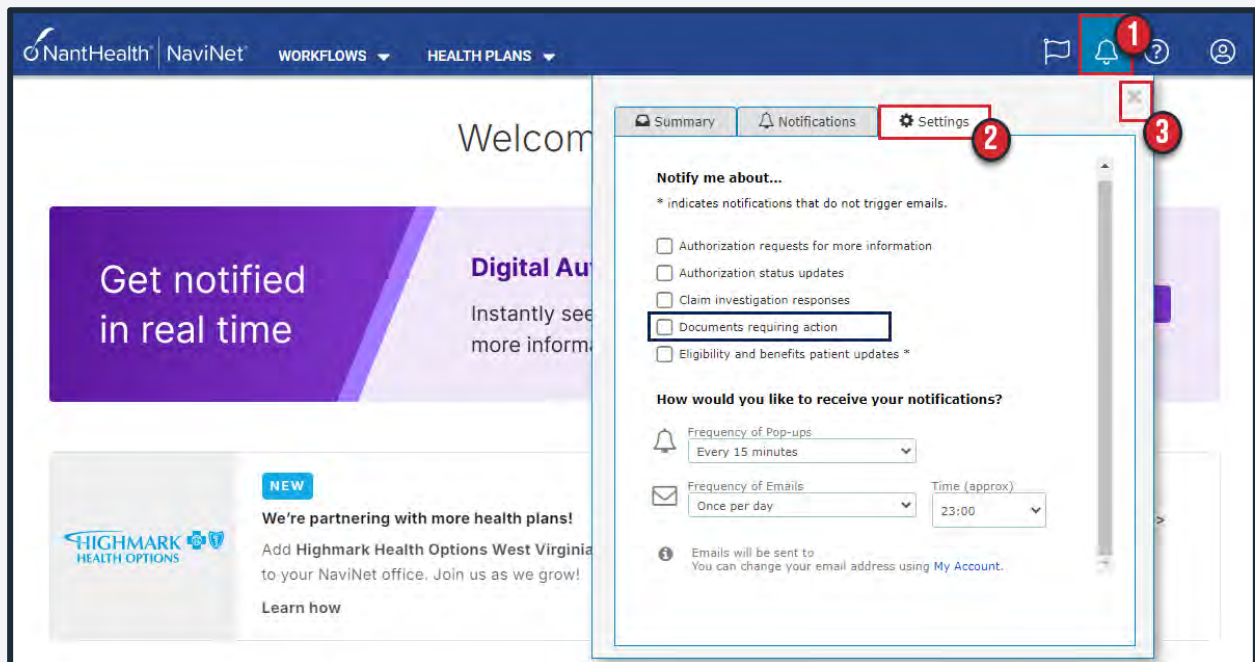 NantHealth® NaviNet®
WORKFLOWS
HEALTH PLANS
1
?
Summary
Notifications
Settings
2
3
Welcom
Notify me about...
* indicates notifications that do not trigger emails.
Authorization requests for more information
Authorization status updates
Claim investigation responses
Documents requiring action
Eligibility and benefits patient updates *
How would you like to receive your notifications?
Frequency of Pop-ups
Every 15 minutes
Frequency of Emails
Time (approx)
Once per day
23:00
Emails will be sent to
You can change your email address using My Account.
Get notified
in real time
Digital Au
Instantly see
more informa
HIGHMARK
HEALTH OPTIONS
NEW
We're partnering with more health plans!
Add Highmark Health Options West Virginia
to your NaviNet office. Join us as we grow!
Learn how
>